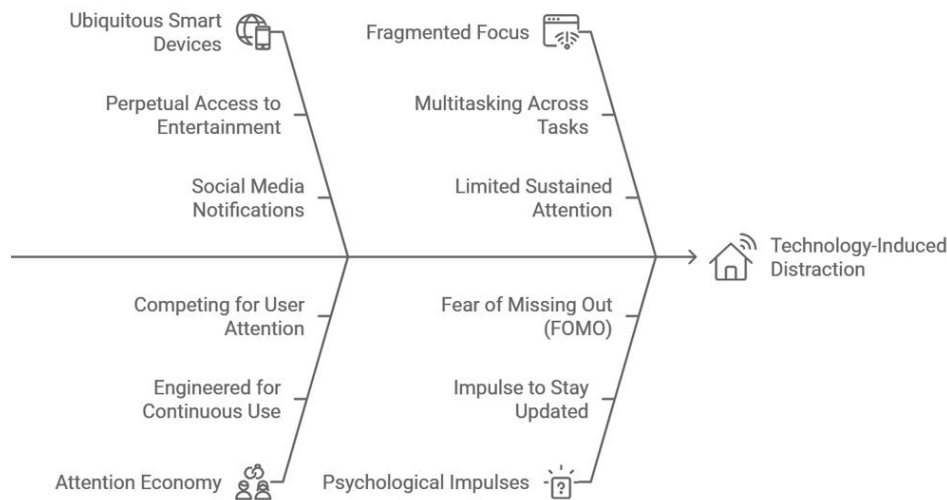 Ubiquitous Smart
Devices
Perpetual Access to
Entertainment
Social Media
Notifications
Fragmented Focus
Multitasking Across
Tasks
Limited Sustained
Attention
Technology-Induced
Distraction
Competing for User
Attention
Engineered for
Continuous Use
Attention Economy
Fear of Missing Out
(FOMO)
Impulse to Stay
Updated
Psychological Impulses
?